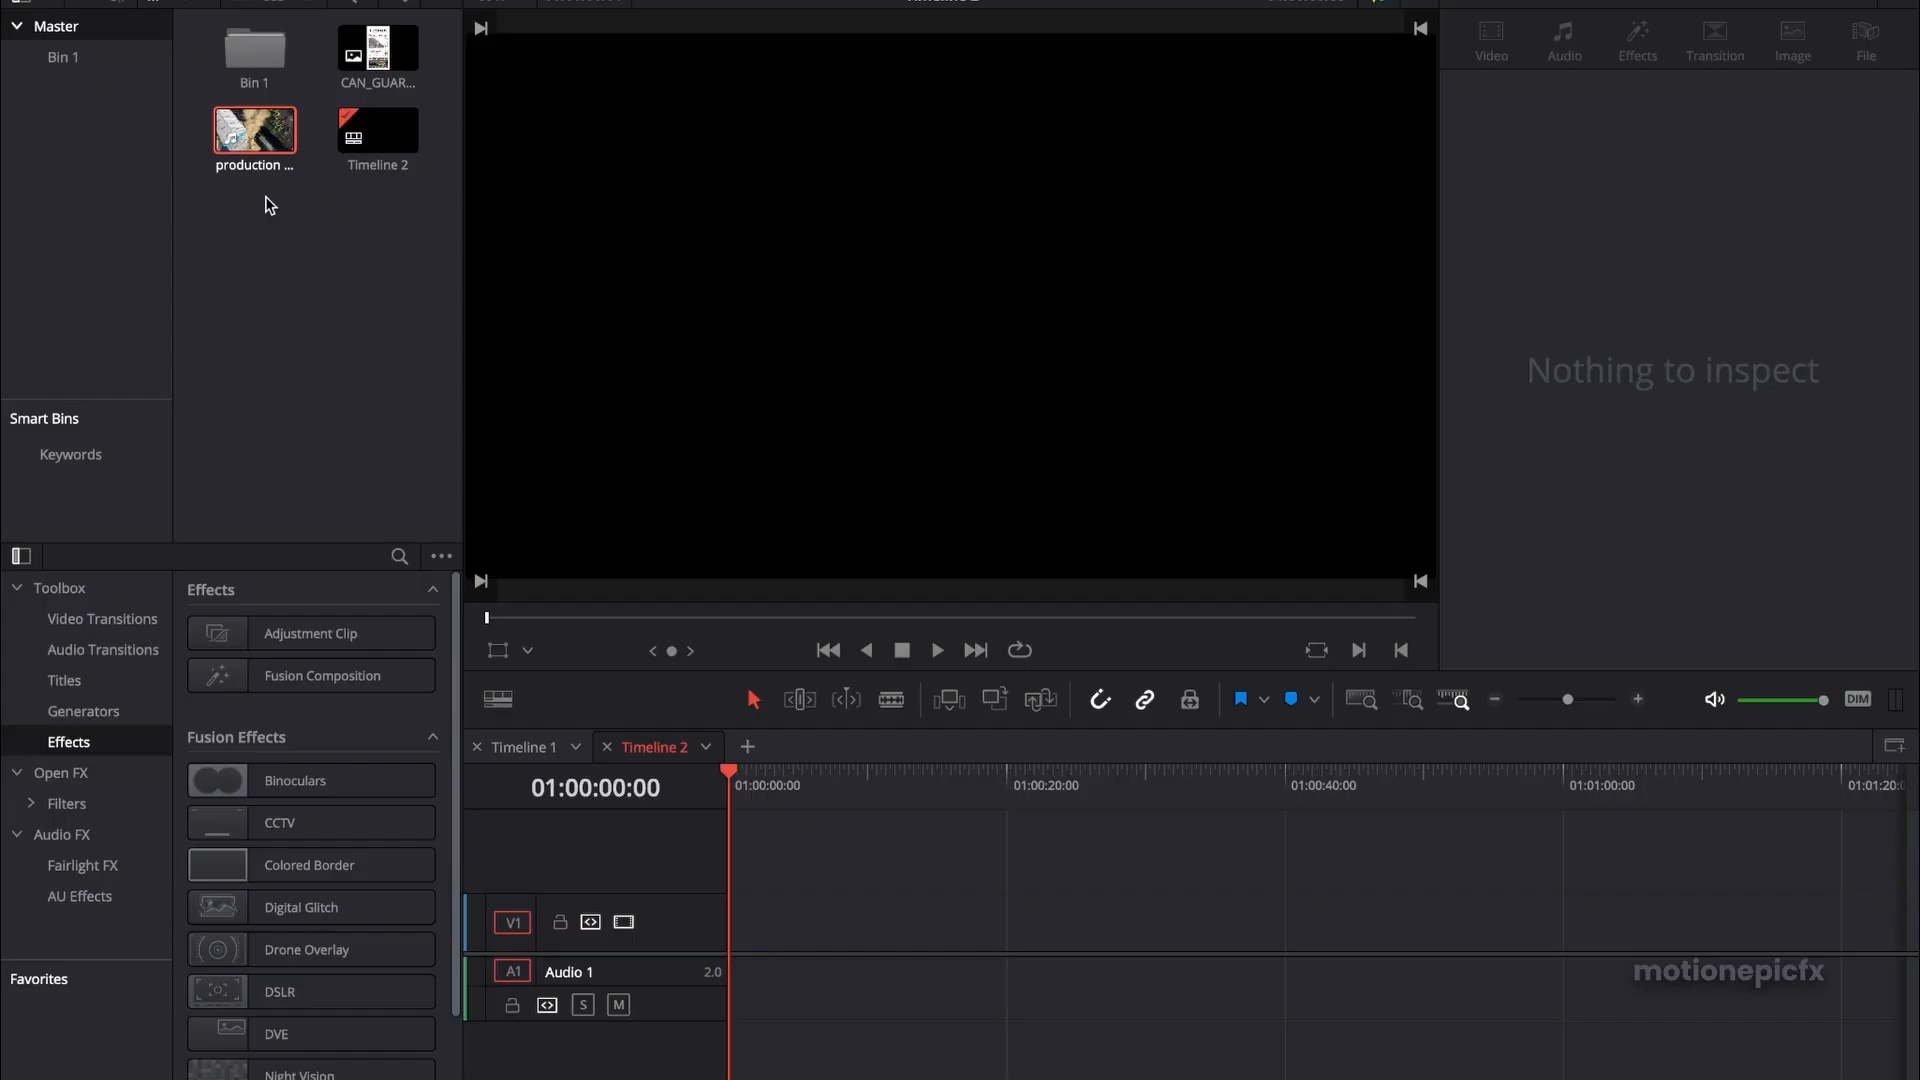 Master
Bin 1
Bin 1
CAN_GUAR...
production ...
Timeline 2
Smart Bins
Keywords
Video
Audio
Effects
Transition
Image
File
Nothing to inspect
Toolbox
Video Transitions
Audio Transitions
Titles
Generators
Effects
Open FX
Filters
Audio FX
Fairlight FX
AU Effects
Favorites
Effects
Adjustment Clip
Fusion Composition
Fusion Effects
Binoculars
CCTV
Colored Border
Digital Glitch
Drone Overlay
DSLR
DVE
Night Vision
DIM
Timeline 1
Timeline 2
01:00:00:00
01:00:00:00
01:00:20:00
01:00:40:00
01:01:00:00
01:01:20:
V1
A1
Audio 1
2.0
S
M
motionepicfx